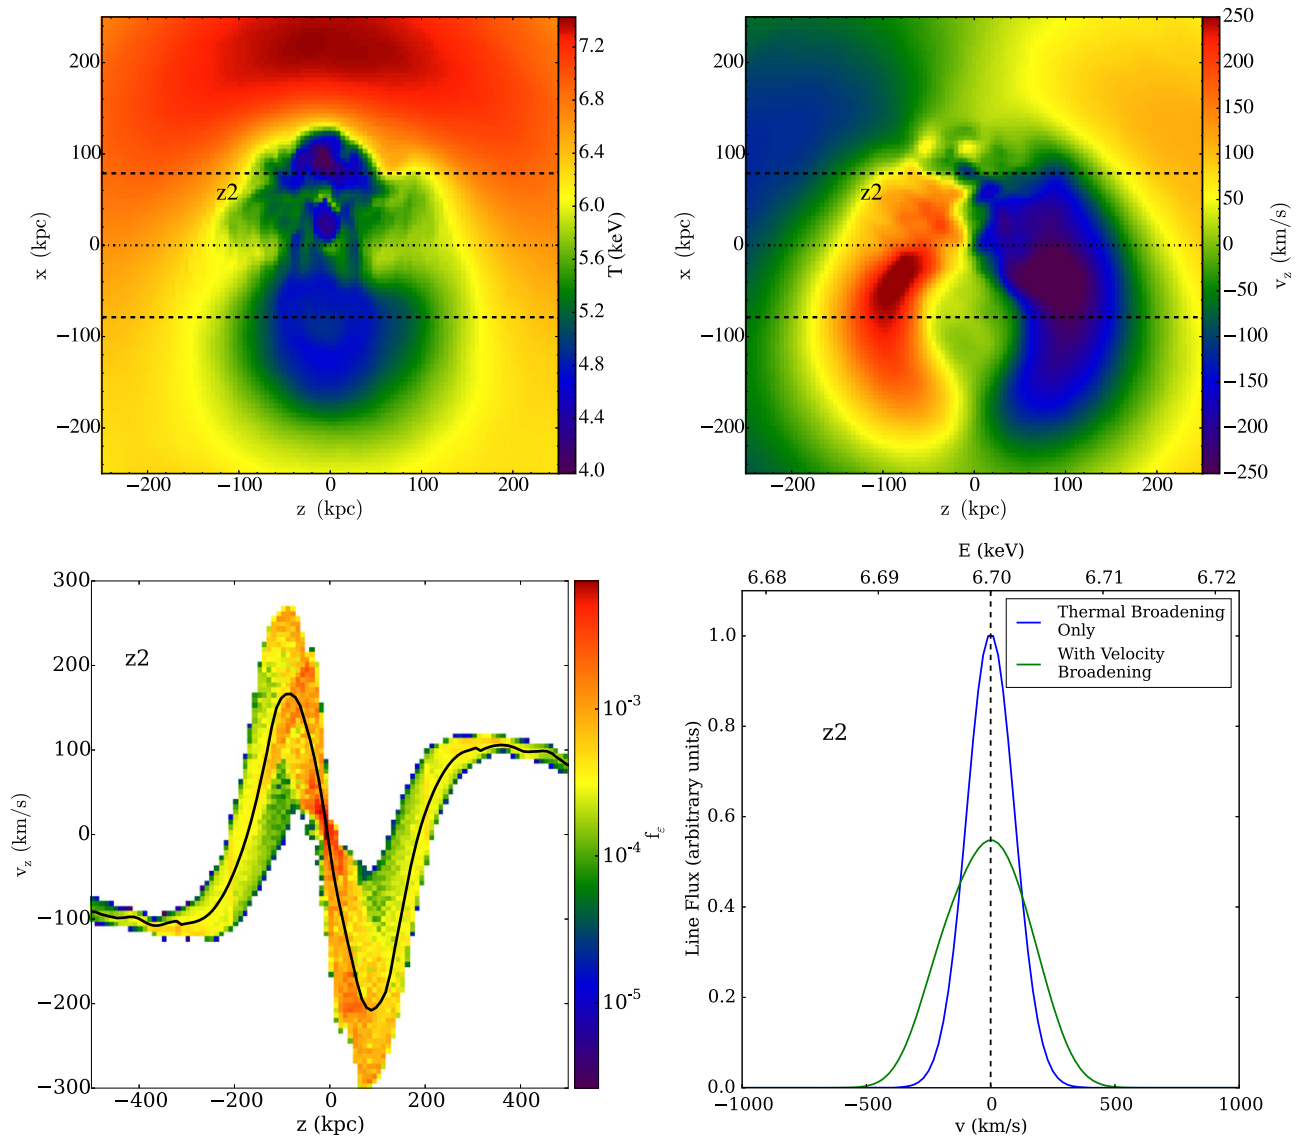 200
100
0
−100
−200
x (kpc)
z2
−200 −100 0 100 200
z (kpc)
7.2
6.8
6.4
6.0
5.6
5.2
4.8
4.4
4.0
T (keV)
200
100
0
−100
−200
x (kpc)
z2
−200 −100 0 100 200
z (kpc)
250
200
150
100
50
0
−50
−100
−150
−200
−250
v_z (km/s)
300
200
100
0
−100
−200
−300
v_z (km/s)
z2
−400 −200 0 200 400
z (kpc)
10⁻³
10⁻⁴
10⁻⁵
f_ε
E (keV)
6.68 6.69 6.70 6.71 6.72
Thermal Broadening
Only
With Velocity
Broadening
z2
1.0
0.8
0.6
0.4
0.2
0.0
Line Flux (arbitrary units)
−1000 −500 0 500 1000
v (km/s)